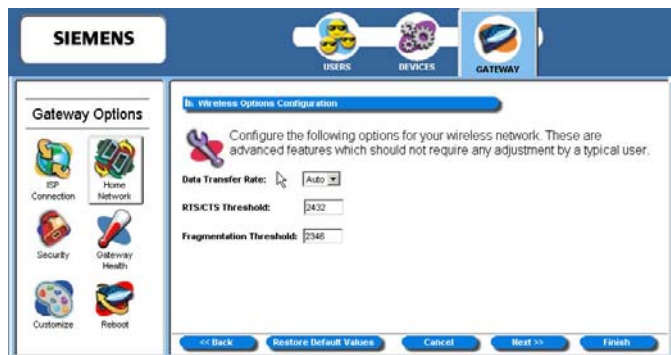 SIEMENS
USERS
DEVICES
GATEWAY
Gateway Options
ISP Connection
Home Network
Security
Gateway Health
Customize
Reboot
Wireless Options Configuration
Configure the following options for your wireless network. These are
advanced features which should not require any adjustment by a typical user.
Data Transfer Rate: Auto
RTS/CTS Threshold: 2432
Fragmentation Threshold: 2346
<< Back
Restore Default Values
Cancel
Next >>
Finish